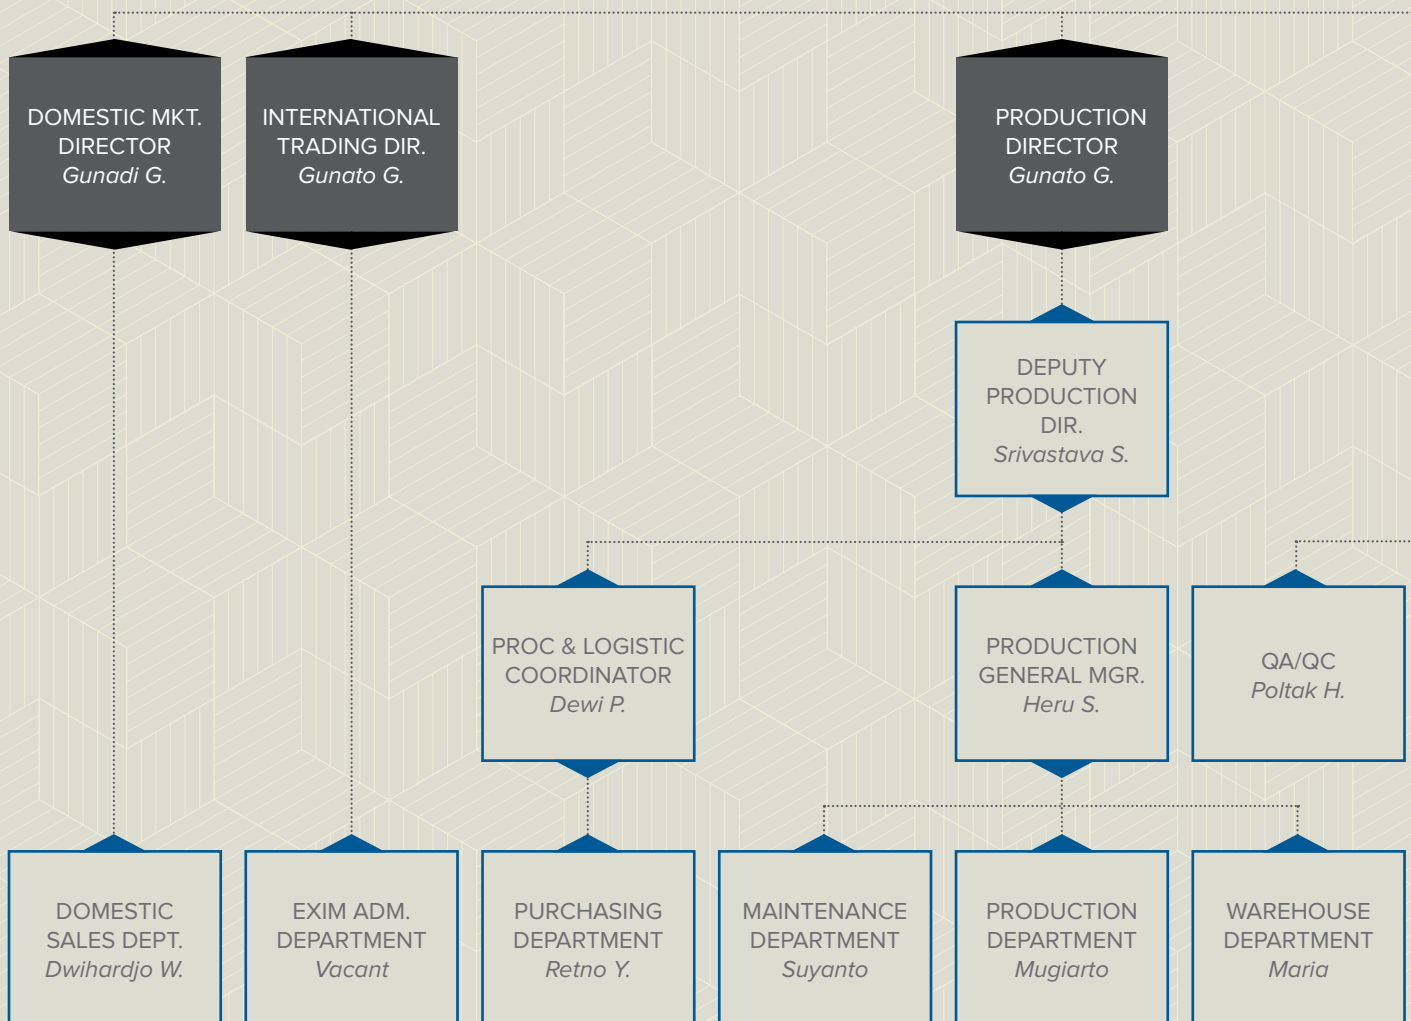 DOMESTIC MKT.
DIRECTOR
Gunadi G.
INTERNATIONAL
TRADING DIR.
Gunato G.
PRODUCTION
DIRECTOR
Gunato G.
DEPUTY
PRODUCTION
DIR.
Srivastava S.
PROC & LOGISTIC
COORDINATOR
Dewi P.
PRODUCTION
GENERAL MGR.
Heru S.
QA/QC
Poltak H.
DOMESTIC
SALES DEPT.
Dwihardjo W.
EXIM ADM.
DEPARTMENT
Vacant
PURCHASING
DEPARTMENT
Retno Y.
MAINTENANCE
DEPARTMENT
Suyanto
PRODUCTION
DEPARTMENT
Mugiarto
WAREHOUSE
DEPARTMENT
Maria